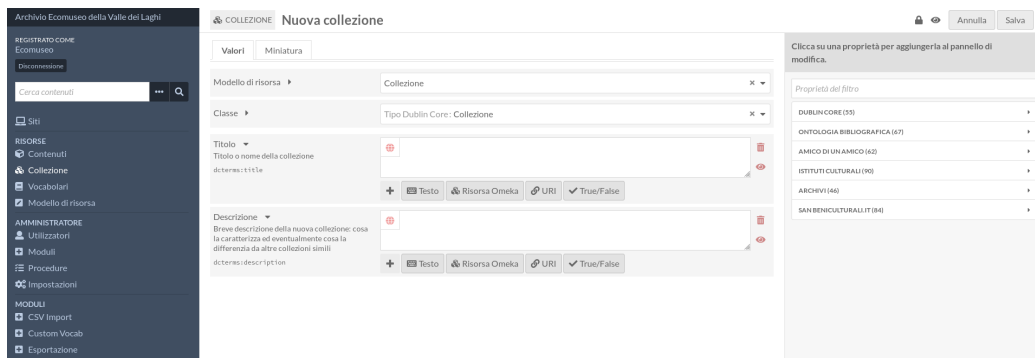 Archivio Ecomuseo della Valle dei Laghi
REGISTRATO COME
Ecomuseo
Disconnessione
Cerca contenuti
Siti
RISORSE
Contenuti
Collezione
Vocabolari
Modello di risorsa
AMMINISTRATORE
Utilizzatori
Moduli
Procedure
Impostazioni
MODULI
CSV Import
Custom Vocab
Esportazione
COLLEZIONE Nuova collezione
Annulla Salva
Valori Miniatura
Modello di risorsa
Collezione
Classe
Tipo Dublin Core: Collezione
Titolo
Titolo o nome della collezione
dcterms:title
Testo Risorsa Omeka URI True/False
Descrizione
Breve descrizione della nuova collezione: cosa
la caratterizza ed eventualmente cosa la
differenzia da altre collezioni simili
dcterms:description
Testo Risorsa Omeka URI True/False
Clicca su una proprietà per aggiungerla al pannello di
modifica.
Proprietà del filtro
DUBLIN CORE (55)
ONTOLOGIA BIBLIOGRAFICA (67)
AMICO DI UN AMICO (62)
ISTITUTI CULTURALI (90)
ARCHIVI (46)
SAN BENICULTURALI.IT (84)